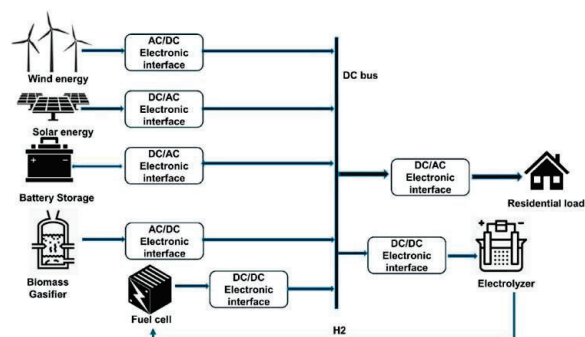 AC/DC
Electronic
interface
Wind energy
DC bus
DC/AC
Electronic
interface
Solar energy
DC/AC
Electronic
interface
Battery Storage
DC/AC
Electronic
interface
Residential load
AC/DC
Electronic
interface
Biomass
Gasifier
DC/DC
Electronic
interface
Electrolyzer
DC/DC
Electronic
interface
Fuel cell
H2